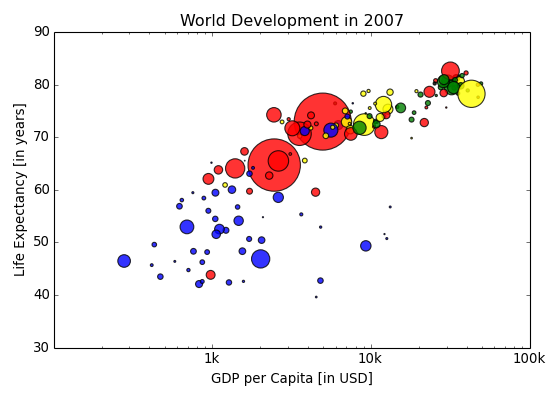 World Development in 2007
Life Expectancy [in years]
90
80
70
60
50
40
30
1k
10k
100k
GDP per Capita [in USD]